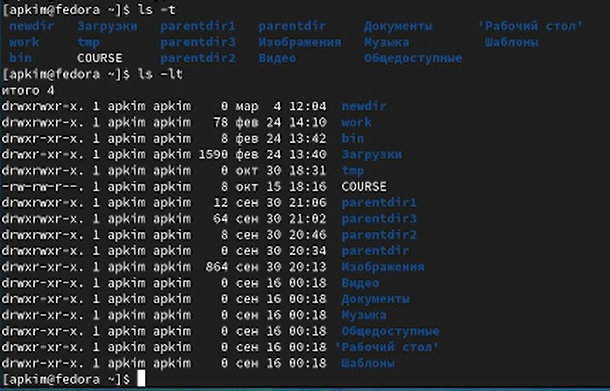 [apkim@fedora ~]$ ls -t
newdir Загрузки parentdir1 parentdir Документы 'Рабочий стол'
work tmp parentdir3 Изображения Музыка Шаблоны
bin COURSE parentdir2 Видео Общедоступные
[apkim@fedora ~]$ ls -lt
итого 4
drwxrwxr-x. 1 apkim apkim 0 мар 4 12:04 newdir
drwxrwxr-x. 1 apkim apkim 78 фев 24 14:10 work
drwxrwxr-x. 1 apkim apkim 8 фев 24 13:42 bin
drwxr-xr-x. 1 apkim apkim 1590 фев 24 13:40 Загрузки
drwxrwxr-x. 1 apkim apkim 0 окт 30 18:31 tmp
-rw-rw-r--. 1 apkim apkim 8 окт 15 18:16 COURSE
drwxr-xr-x. 1 apkim apkim 12 сен 30 21:06 parentdir1
drwxr-xr-x. 1 apkim apkim 64 сен 30 21:02 parentdir3
drwxr-xr-x. 1 apkim apkim 8 сен 30 20:46 parentdir2
drwxr-xr-x. 1 apkim apkim 0 сен 30 20:34 parentdir
drwxr-xr-x. 1 apkim apkim 864 сен 30 20:13 Изображения
drwxr-xr-x. 1 apkim apkim 0 сен 16 00:18 Видео
drwxr-xr-x. 1 apkim apkim 0 сен 16 00:18 Документы
drwxr-xr-x. 1 apkim apkim 0 сен 16 00:18 Музыка
drwxr-xr-x. 1 apkim apkim 0 сен 16 00:18 Общедоступные
drwxr-xr-x. 1 apkim apkim 0 сен 16 00:18 'Рабочий стол'
drwxr-xr-x. 1 apkim apkim 0 сен 16 00:18 Шаблоны
[apkim@fedora ~]$